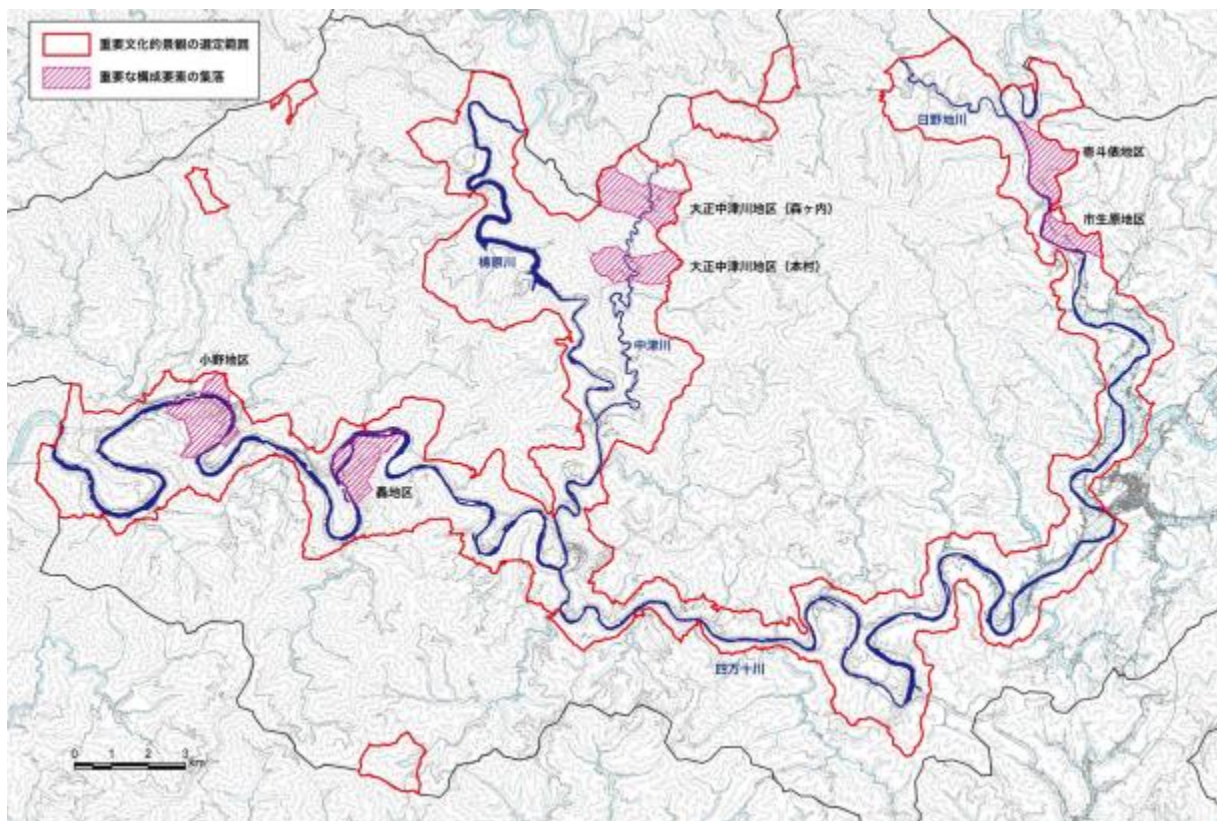 重要文化的景観の選定範囲
重要な構成要素の集落
日野地川
壱斗俵地区
市生原地区
大正中津川地区（森ヶ内）
大正中津川地区（本村）
梼原川
中津川
小野地区
轟地区
四万十川
0 1 2 3
km